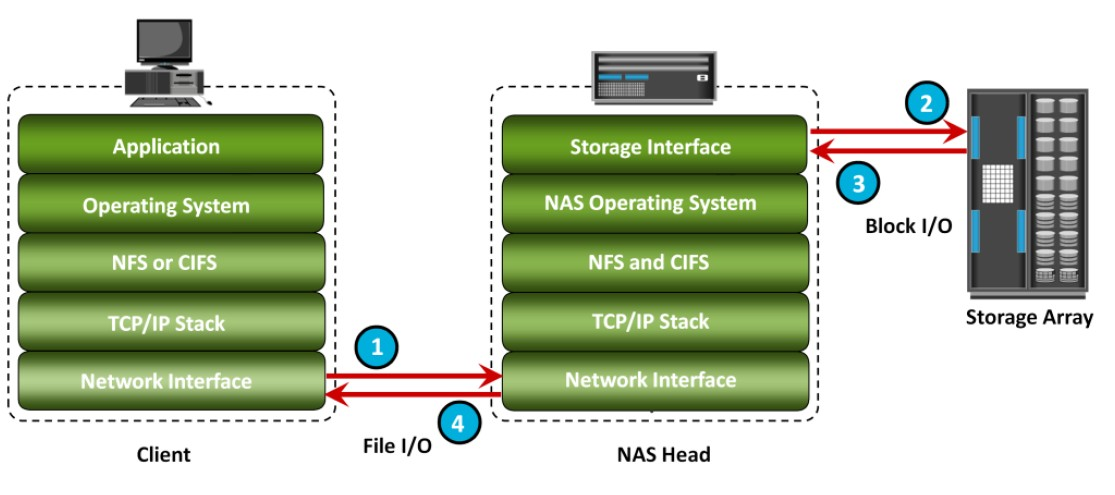 Application
Operating System
NFS or CIFS
TCP/IP Stack
Network Interface
Client
1
4
File I/O
Storage Interface
NAS Operating System
NFS and CIFS
TCP/IP Stack
Network Interface
NAS Head
2
3
Block I/O
Storage Array